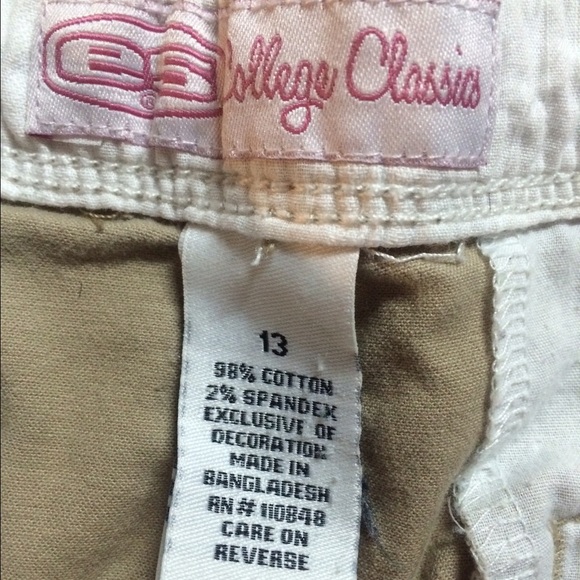 College Classics
13
98% COTTON
2% SPANDEX
EXCLUSIVE OF
DECORATION
MADE IN
BANGLADESH
RN# 110848
CARE ON
REVERSE